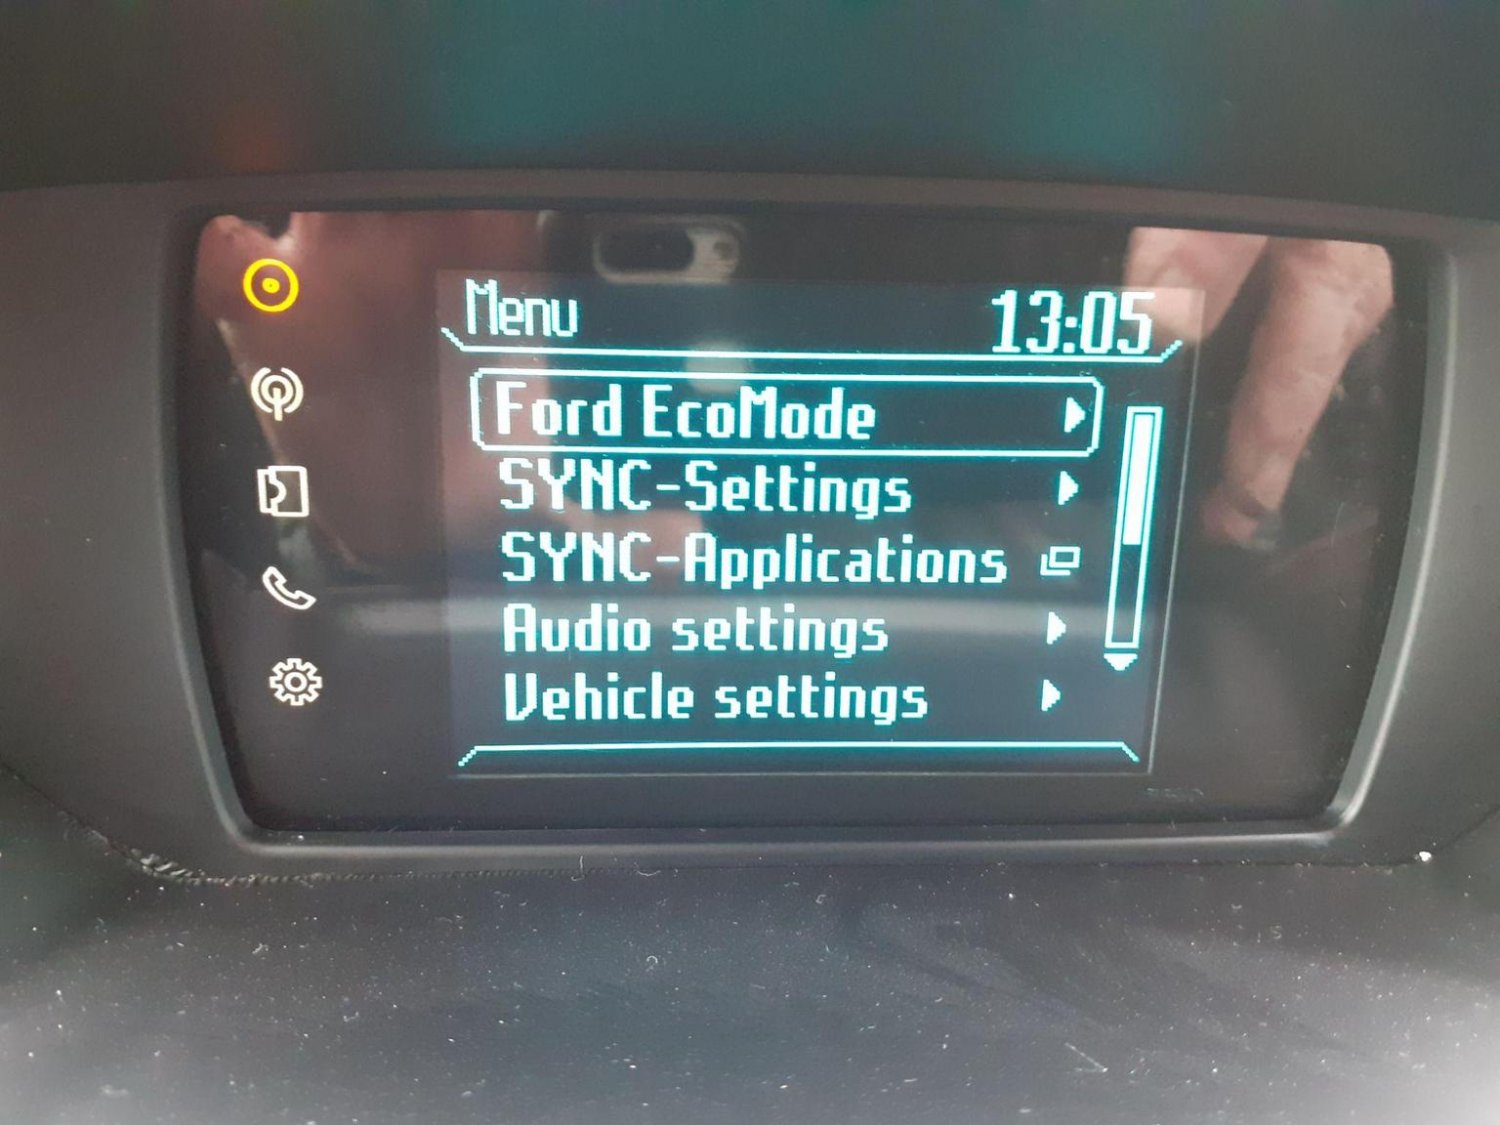 Menu 13:05
Ford EcoMode
SYNC-Settings
SYNC-Applications
Audio settings
Vehicle settings